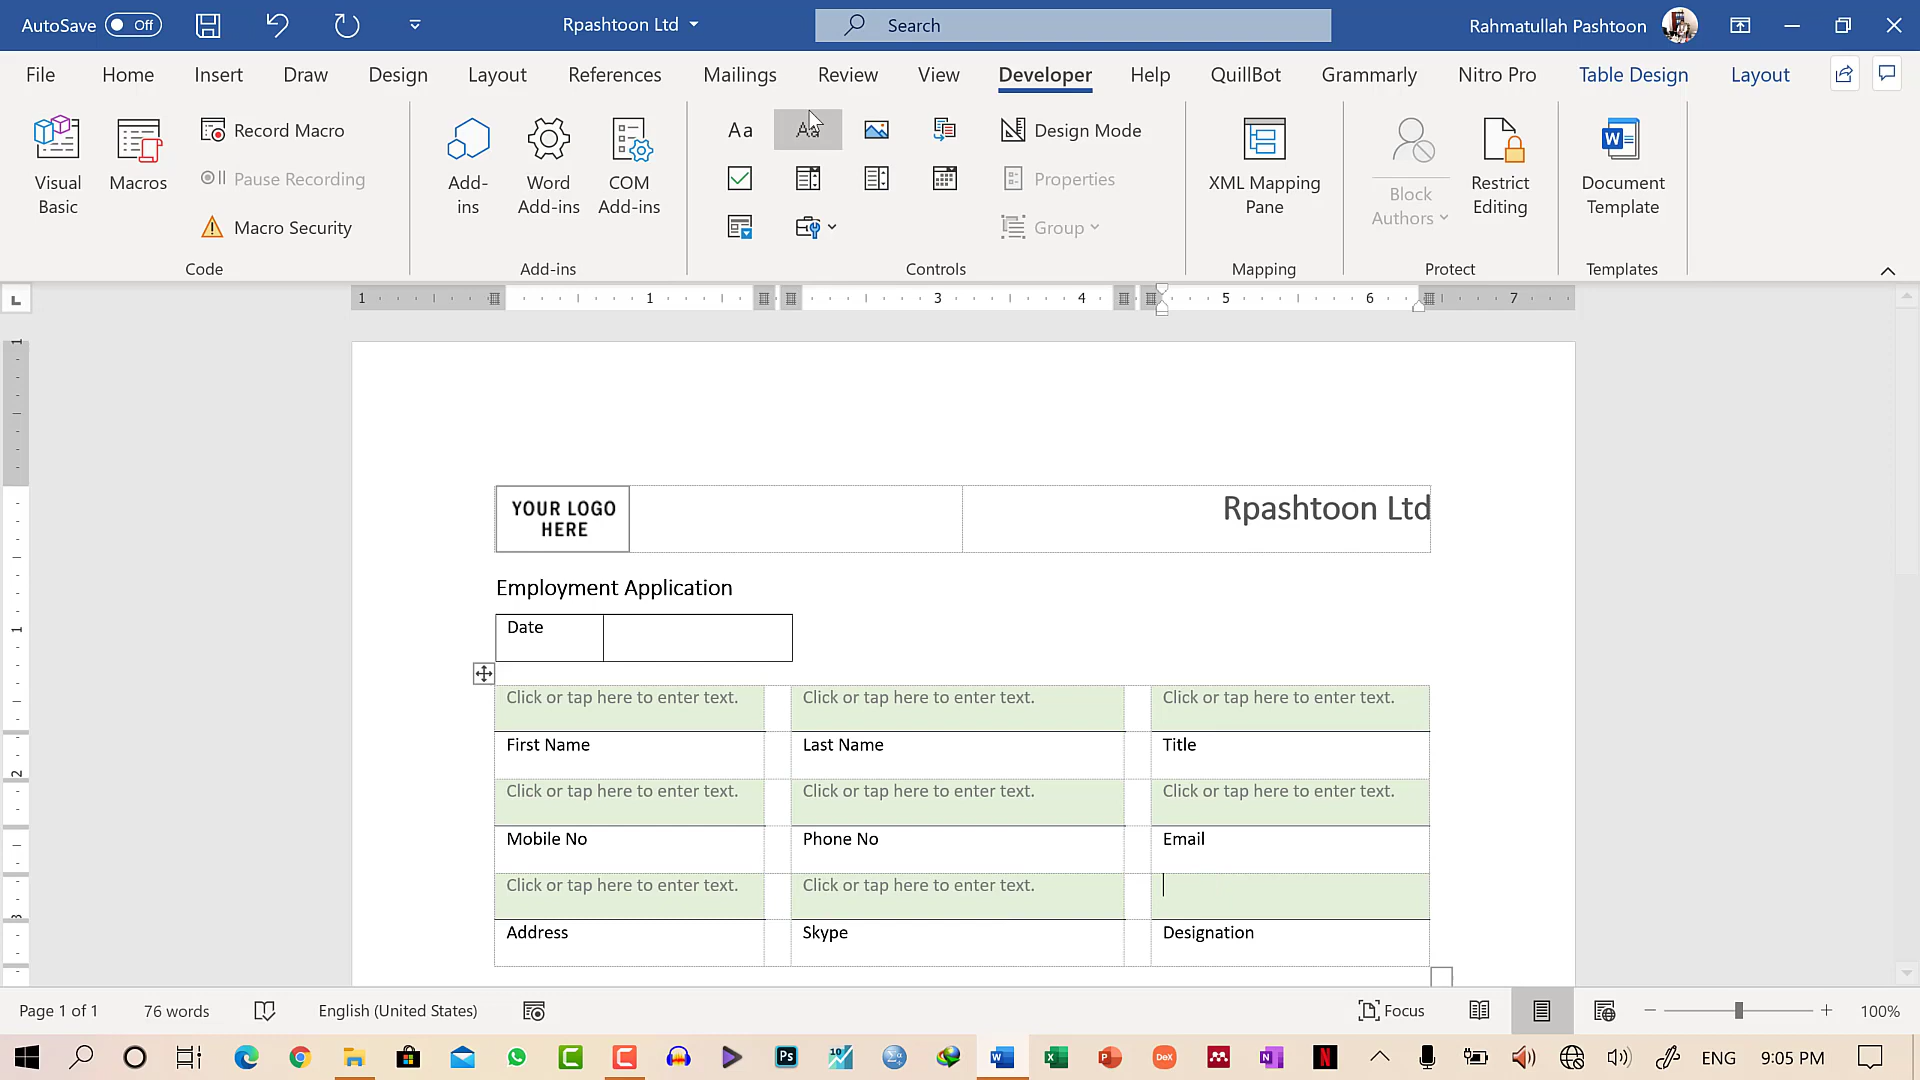 AutoSave Off Rpashtoon Ltd Search Rahmatullah Pashtoon
File Home Insert Draw Design Layout References Mailings Review View Developer Help QuillBot Grammarly Nitro Pro Table Design Layout
Visual Basic
Macros
Record Macro
Pause Recording
Macro Security
Code
Add-ins
Word Add-ins
COM Add-ins
Add-ins
Aa Aa
Design Mode
Properties
Group
Controls
XML Mapping Pane
Mapping
Block Authors
Restrict Editing
Protect
Document Template
Templates
1 1 3 4 5 6 7
YOUR LOGO
HERE
Rpashtoon Ltd
Employment Application
Date
Click or tap here to enter text. Click or tap here to enter text. Click or tap here to enter text.
First Name Last Name Title
Click or tap here to enter text. Click or tap here to enter text. Click or tap here to enter text.
Mobile No Phone No Email
Click or tap here to enter text. Click or tap here to enter text.
Address Skype Designation
Page 1 of 1 76 words English (United States) Focus 100%
ENG 9:05 PM